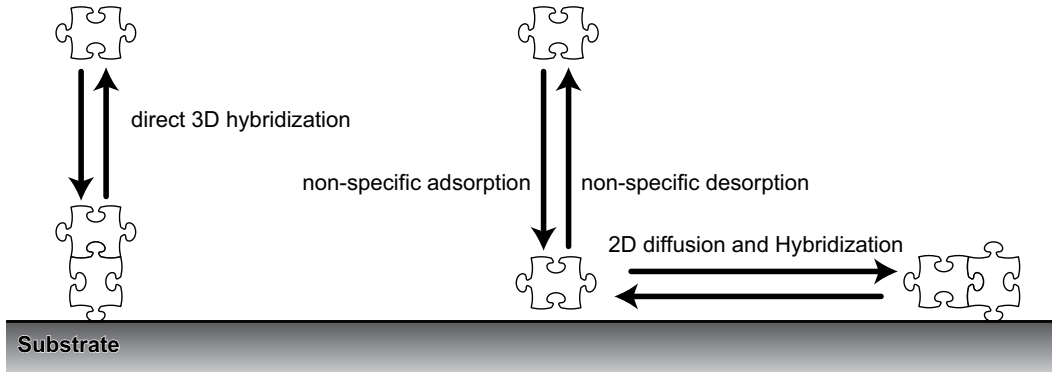 direct 3D hybridization
non-specific adsorption
non-specific desorption
2D diffusion and Hybridization
Substrate